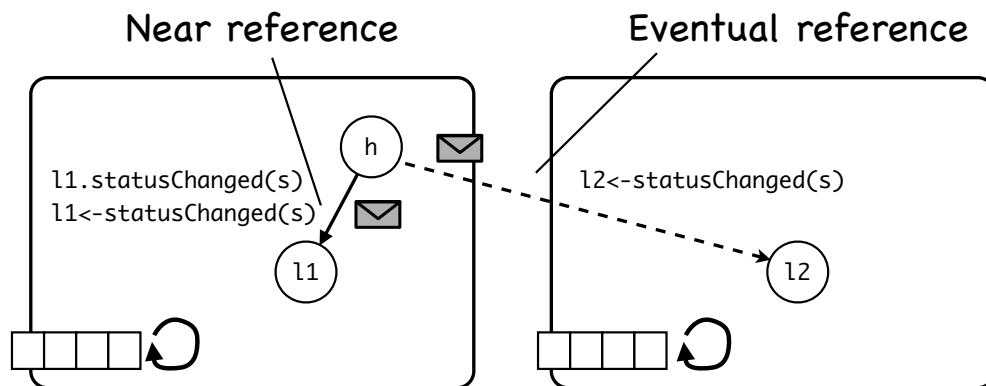 Near reference
Eventual reference
h
l1.statusChanged(s)
l1<-statusChanged(s)
l2<-statusChanged(s)
l1
l2